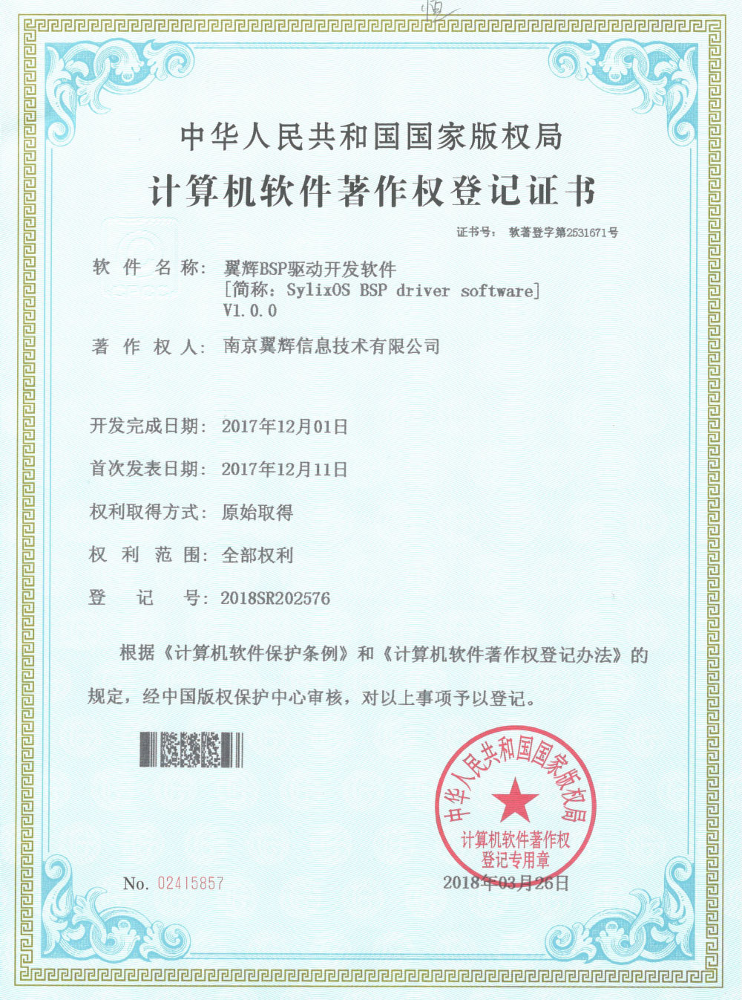 中华人民共和国国家版权局
计算机软件著作权登记证书
证书号： 软著登字第2531671号
软件名称： 翼辉BSP驱动开发软件
[简称：SylixOS BSP driver software]
V1.0.0
著作权人： 南京翼辉信息技术有限公司
开发完成日期： 2017年12月01日
首次发表日期： 2017年12月11日
权利取得方式： 原始取得
权利范围： 全部权利
登记号： 2018SR202576
根据《计算机软件保护条例》和《计算机软件著作权登记办法》的
规定，经中国版权保护中心审核，对以上事项予以登记。
中华人民共和国国家版权局
计算机软件著作权
登记专用章
No. 02415857
2018年03月26日